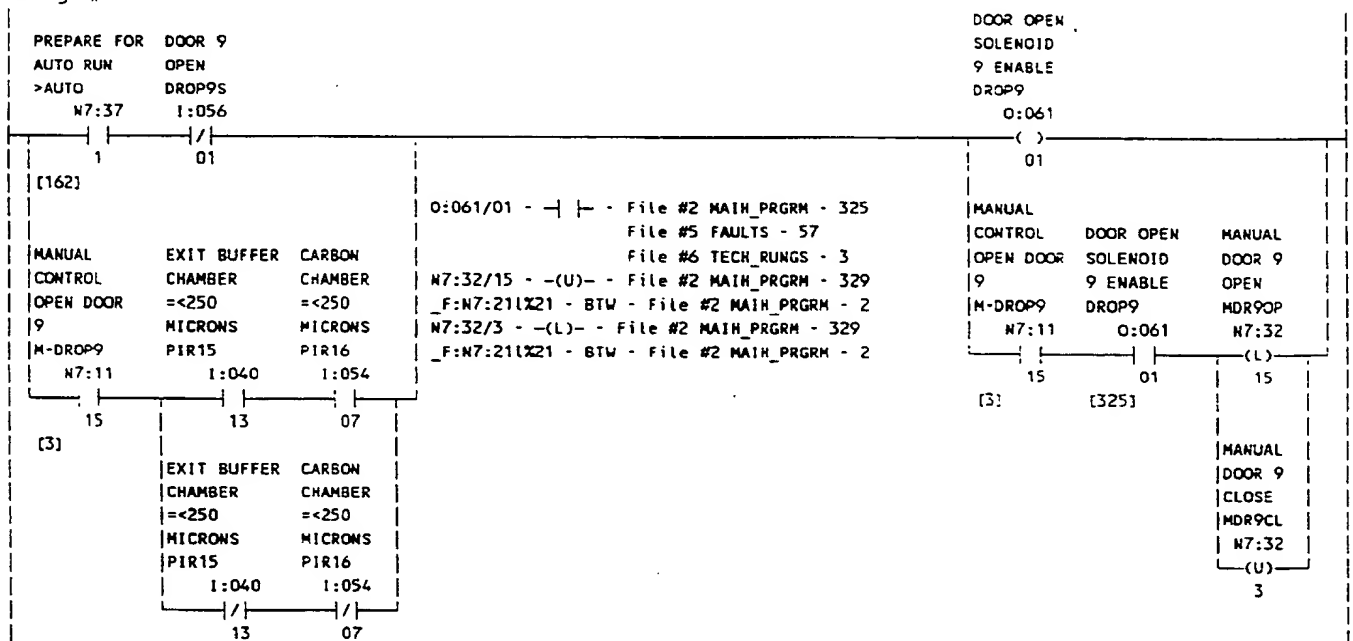 DOOR OPEN
SOLENOID
9 ENABLE
DROP9
O:061
( )
01
PREPARE FOR DOOR 9
AUTO RUN OPEN
>AUTO DROP9S
N7:37 I:056
1 01
[162]
MANUAL EXIT BUFFER CARBON
CONTROL CHAMBER CHAMBER
OPEN DOOR =<250 =<250
9 MICRONS MICRONS
M-DROP9 PIR15 PIR16
N7:11 I:040 I:054
15 13 07
[3]
EXIT BUFFER CARBON
CHAMBER CHAMBER
=<250 =<250
MICRONS MICRONS
PIR15 PIR16
I:040 I:054
13 07
O:061/01 - -| |- - File #2 MAIN_PRGRM - 325
File #5 FAULTS - 57
File #6 TECH_RUNGS - 3
N7:32/15 - -(U)- - File #2 MAIN_PRGRM - 329
_F:N7:211%21 - BTW - File #2 MAIN_PRGRM - 2
N7:32/3 - -(L)- - File #2 MAIN_PRGRM - 329
_F:N7:211%21 - BTW - File #2 MAIN_PRGRM - 2
MANUAL
CONTROL DOOR OPEN MANUAL
OPEN DOOR SOLENOID DOOR 9
9 9 ENABLE OPEN
M-DROP9 DROP9 MDR9OP
N7:11 O:061 N7:32
(L)
15 01 15
[3] [325]
MANUAL
DOOR 9
CLOSE
MDR9CL
N7:32
(U)
3